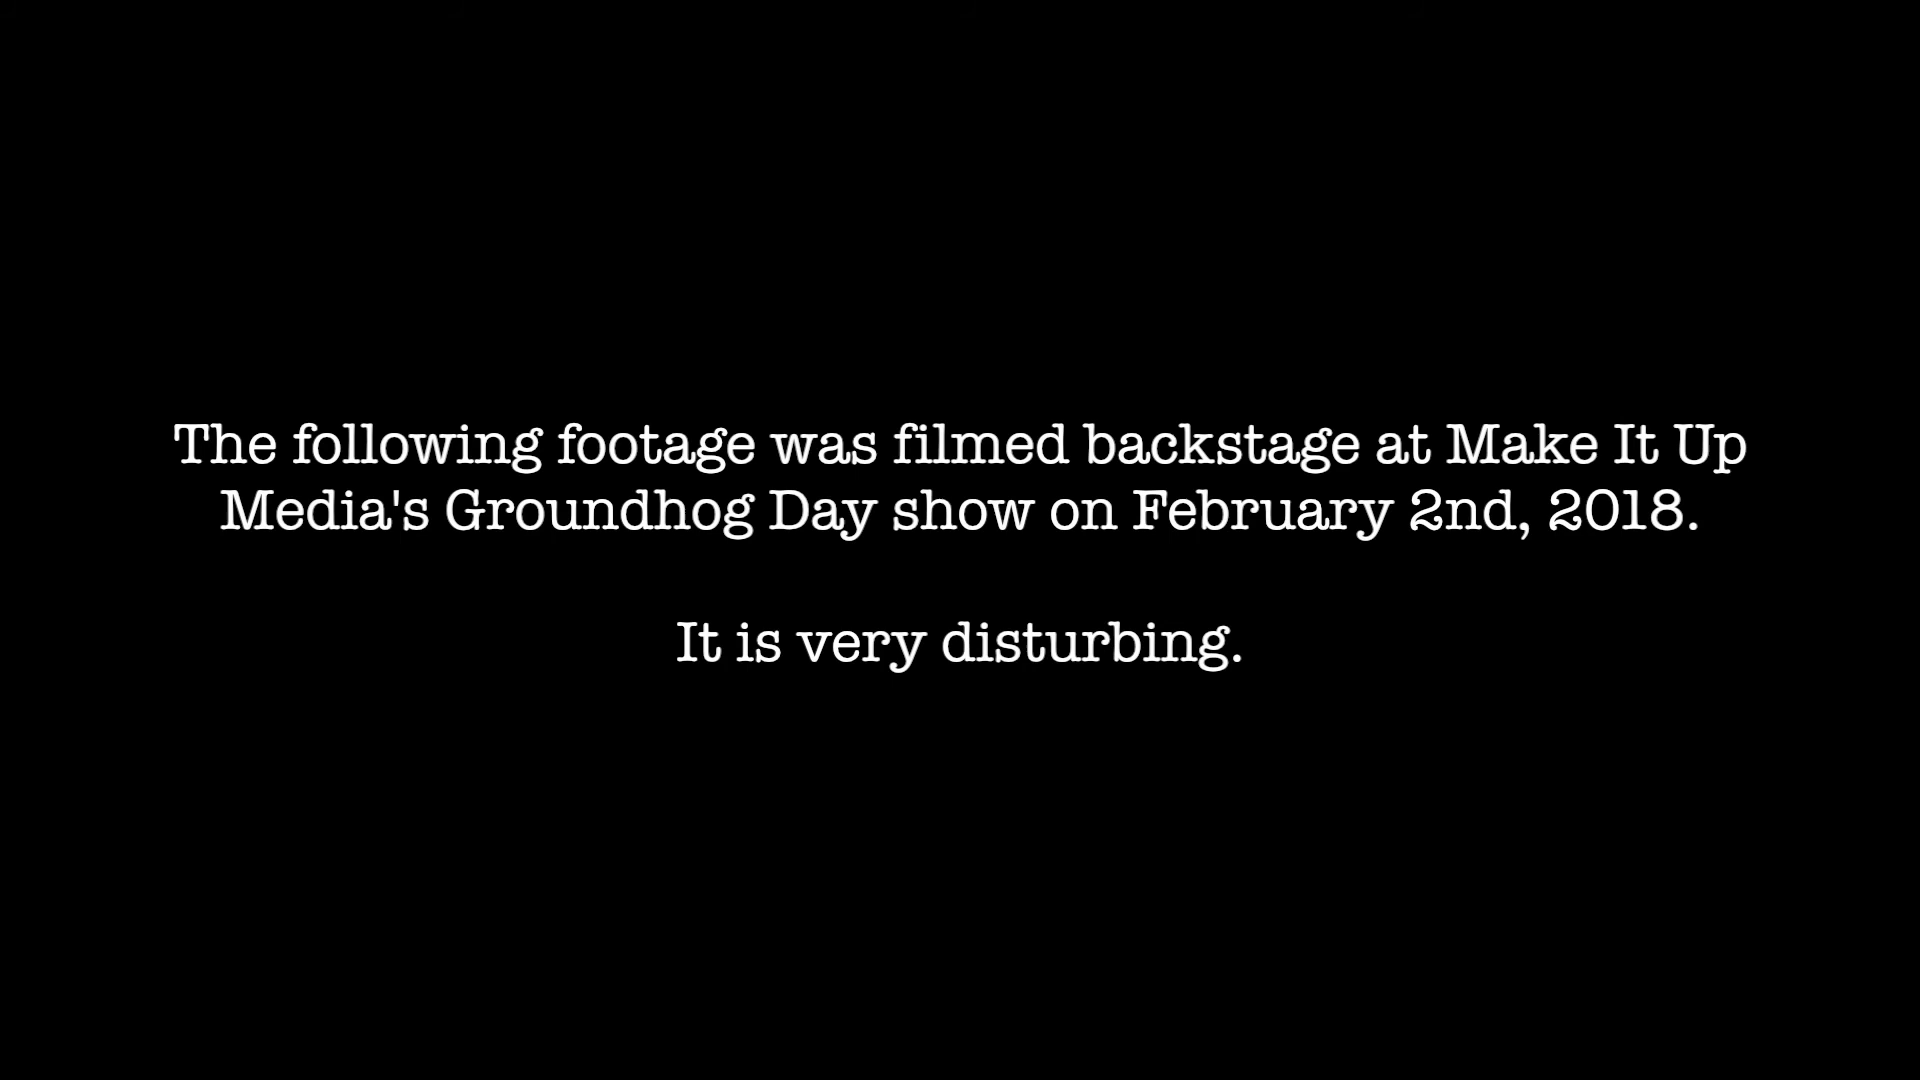 The following footage was filmed backstage at Make It Up
Media's Groundhog Day show on February 2nd, 2018.
It is very disturbing.